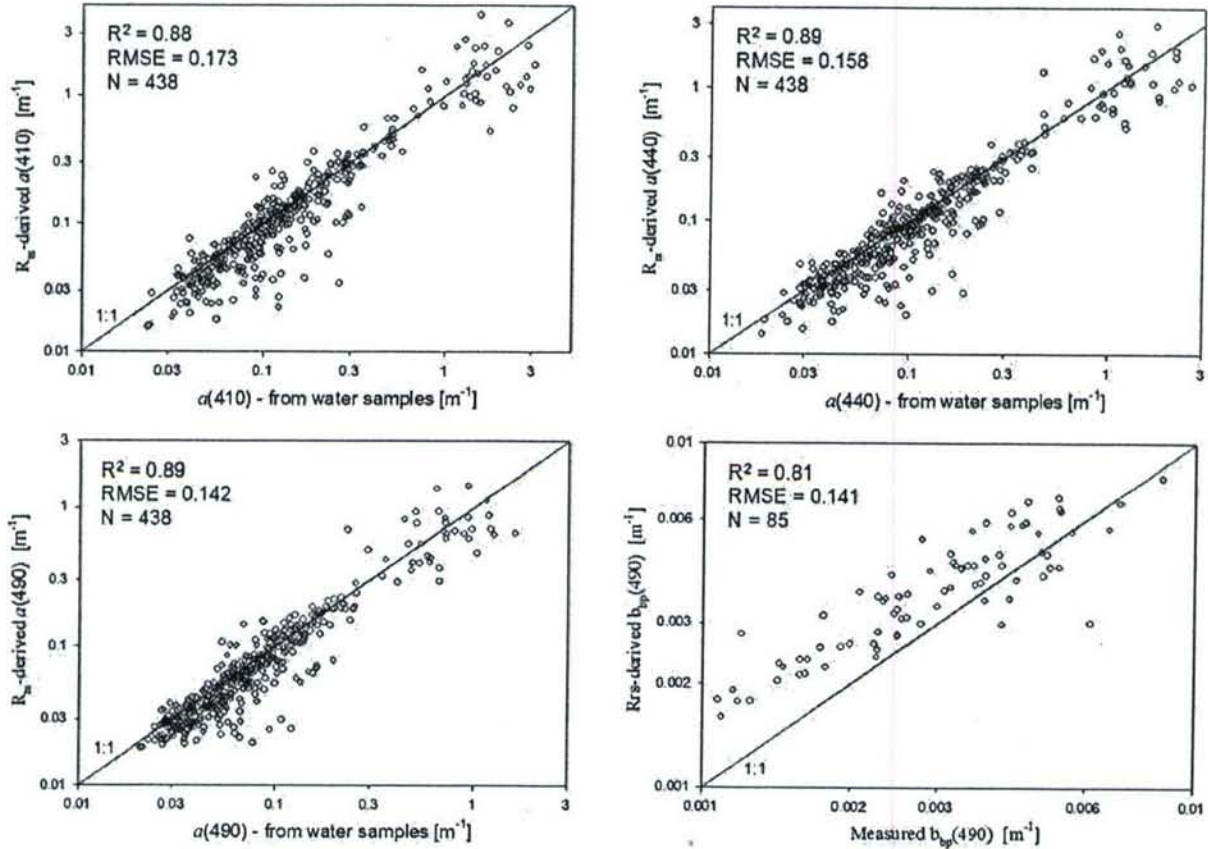 R² = 0.88
RMSE = 0.173
N = 438
1:1
3
1
0.3
0.1
0.03
0.01
Rrs-derived a(410) [m⁻¹]
0.01 0.03 0.1 0.3 1 3
a(410) - from water samples [m⁻¹]
R² = 0.89
RMSE = 0.158
N = 438
1:1
3
1
0.3
0.1
0.03
0.01
Rrs-derived a(440) [m⁻¹]
0.01 0.03 0.1 0.3 1 3
a(440) - from water samples [m⁻¹]
R² = 0.89
RMSE = 0.142
N = 438
1:1
3
1
0.3
0.1
0.03
0.01
Rrs-derived a(490) [m⁻¹]
0.01 0.03 0.1 0.3 1 3
a(490) - from water samples [m⁻¹]
R² = 0.81
RMSE = 0.141
N = 85
1:1
0.01
0.006
0.003
0.002
0.001
Rrs-derived bbp(490) [m⁻¹]
0.001 0.002 0.003 0.006 0.01
Measured bbp(490) [m⁻¹]